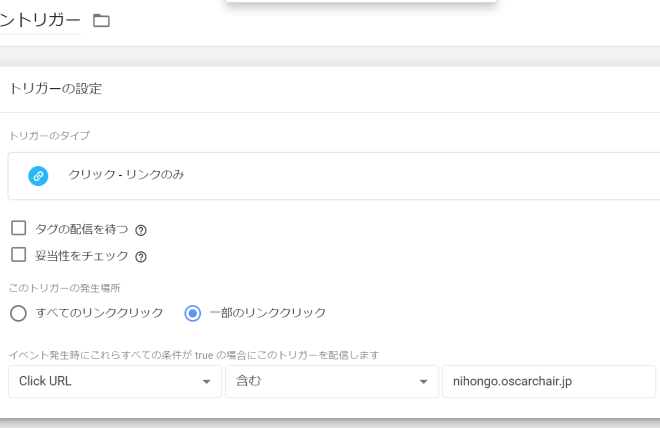 ントリガー
トリガーの設定
トリガーのタイプ
クリック - リンクのみ
タグの配信を待つ ?
妥当性をチェック ?
このトリガーの発生場所
すべてのリンククリック 一部のリンククリック
イベント発生時にこれらすべての条件が true の場合にこのトリガーを配信します
Click URL 含む nihongo.oscarchair.jp